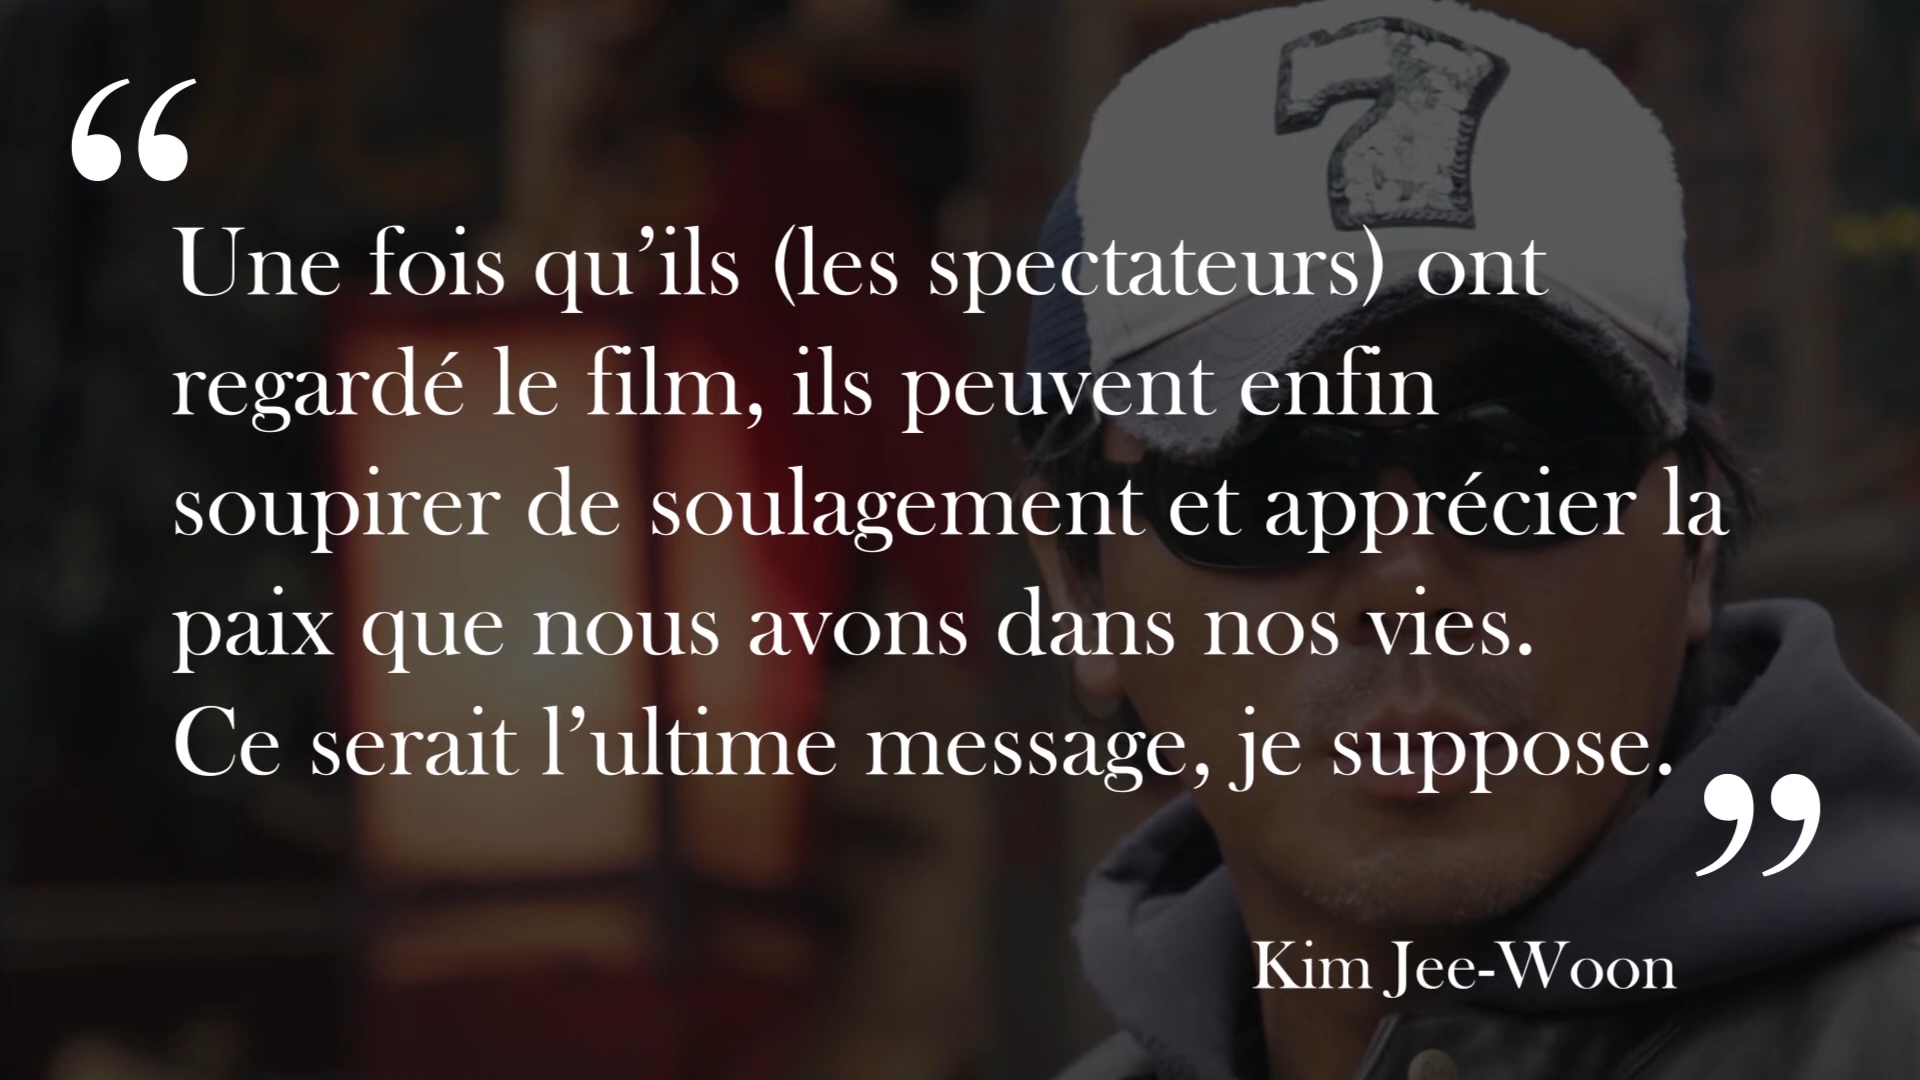 “
Une fois qu’ils (les spectateurs) ont
regardé le film, ils peuvent enfin
soupirer de soulagement et apprécier la
paix que nous avons dans nos vies.
Ce serait l’ultime message, je suppose.
”
Kim Jee-Woon
7